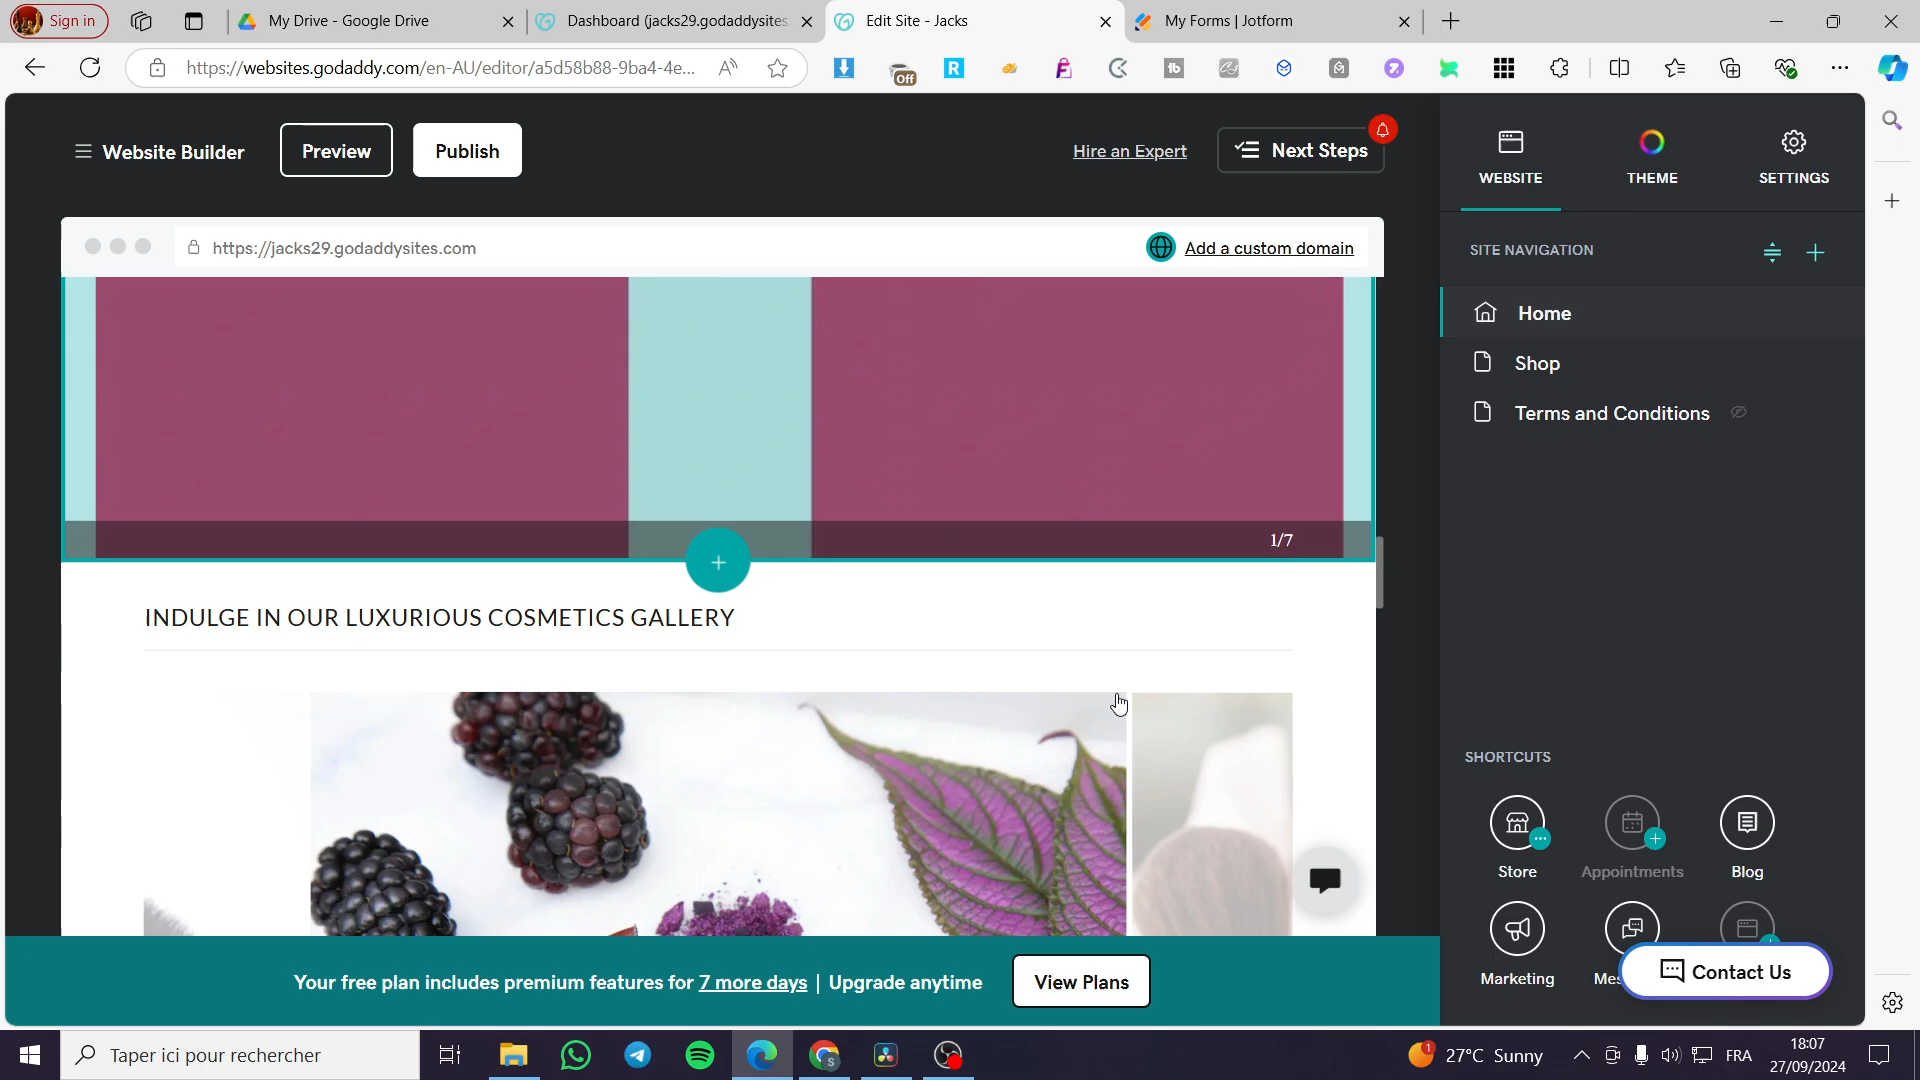 Sign in
My Drive - Google Drive
Dashboard (jacks29.godaddysites.
Edit Site - Jacks
My Forms | Jotform
https://websites.godaddy.com/en-AU/editor/a5d58b88-9ba4-4e...
Off
Website Builder
Preview
Publish
Hire an Expert
Next Steps
WEBSITE
THEME
SETTINGS
https://jacks29.godaddysites.com
Add a custom domain
SITE NAVIGATION
Home
Shop
Terms and Conditions
1/7
INDULGE IN OUR LUXURIOUS COSMETICS GALLERY
SHORTCUTS
Store
Appointments
Blog
Marketing
Mes
Contact Us
Your free plan includes premium features for 7 more days | Upgrade anytime
View Plans
Taper ici pour rechercher
1
27°C Sunny
FRA
18:07
27/09/2024